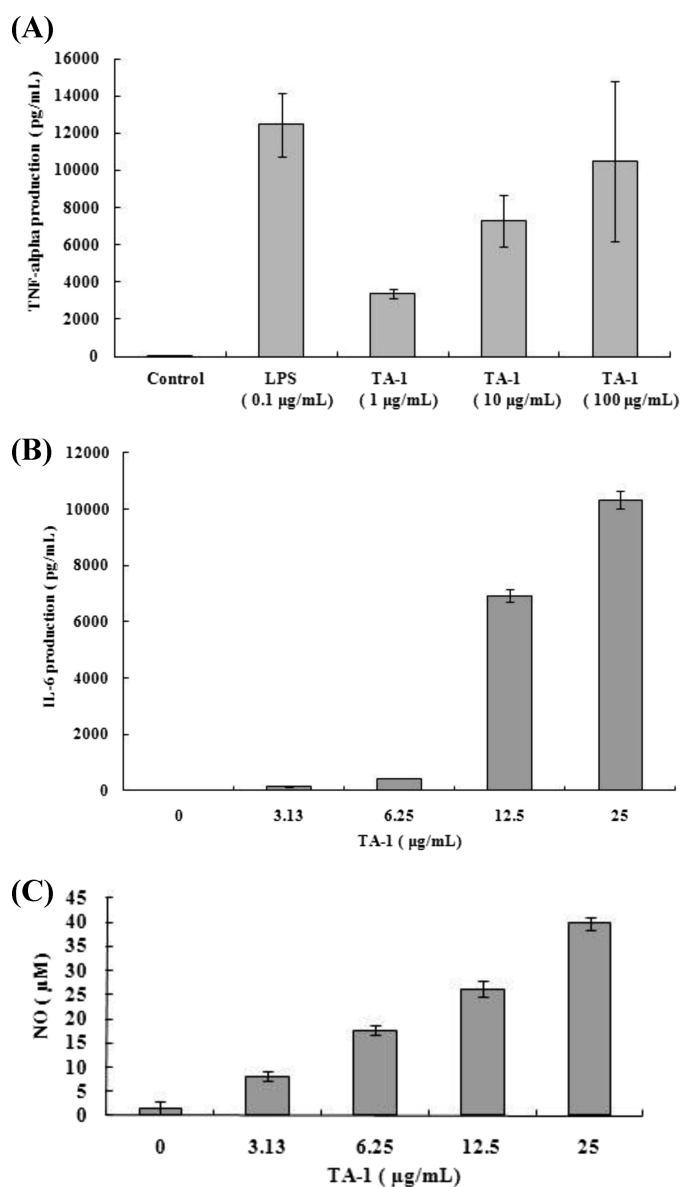 (A)
TNF-alpha production ( pg/mL)
16000
14000
12000
10000
8000
6000
4000
2000
0
Control LPS TA-1 TA-1 TA-1
( 0.1 µg/mL) ( 1 µg/mL) ( 10 µg/mL) ( 100 µg/mL)
(B)
IL-6 production ( pg/mL)
12000
10000
8000
6000
4000
2000
0
0 3.13 6.25 12.5 25
TA-1 ( µg/mL)
(C)
NO ( µM)
45
40
35
30
25
20
15
10
5
0
0 3.13 6.25 12.5 25
TA-1 ( µg/mL)